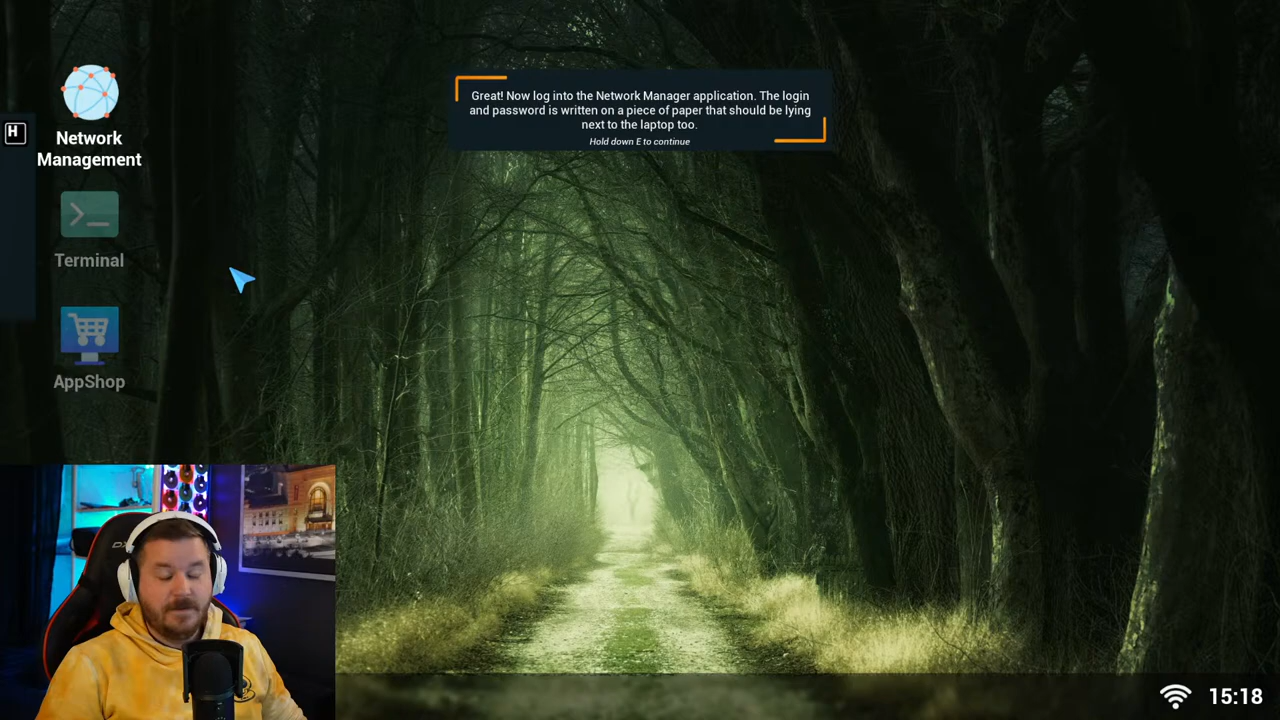 Great! Now log into the Network Manager application. The login
and password is written on a piece of paper that should be lying
next to the laptop too.
Hold down E to continue
Network
Management
H
Terminal
AppShop
15:18